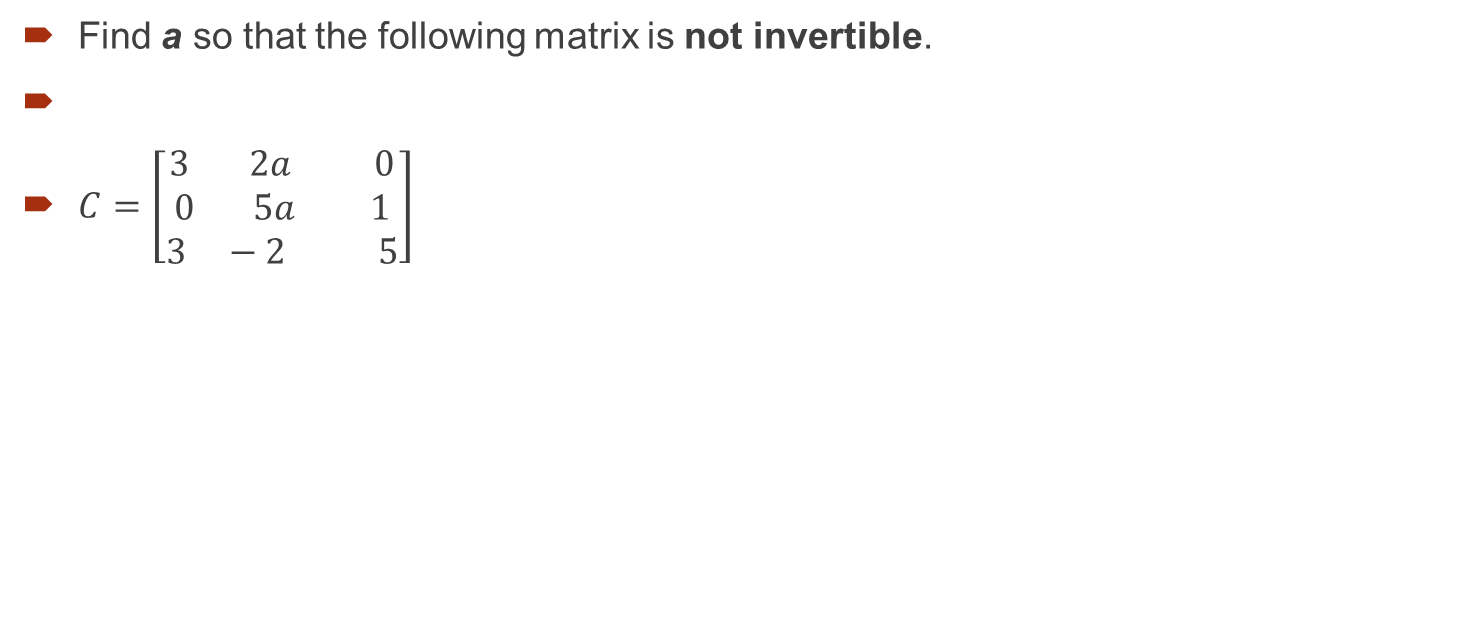 Find a so that the following matrix is not invertible.
C = [3 2a 0
0 5a 1
3 – 2 5]